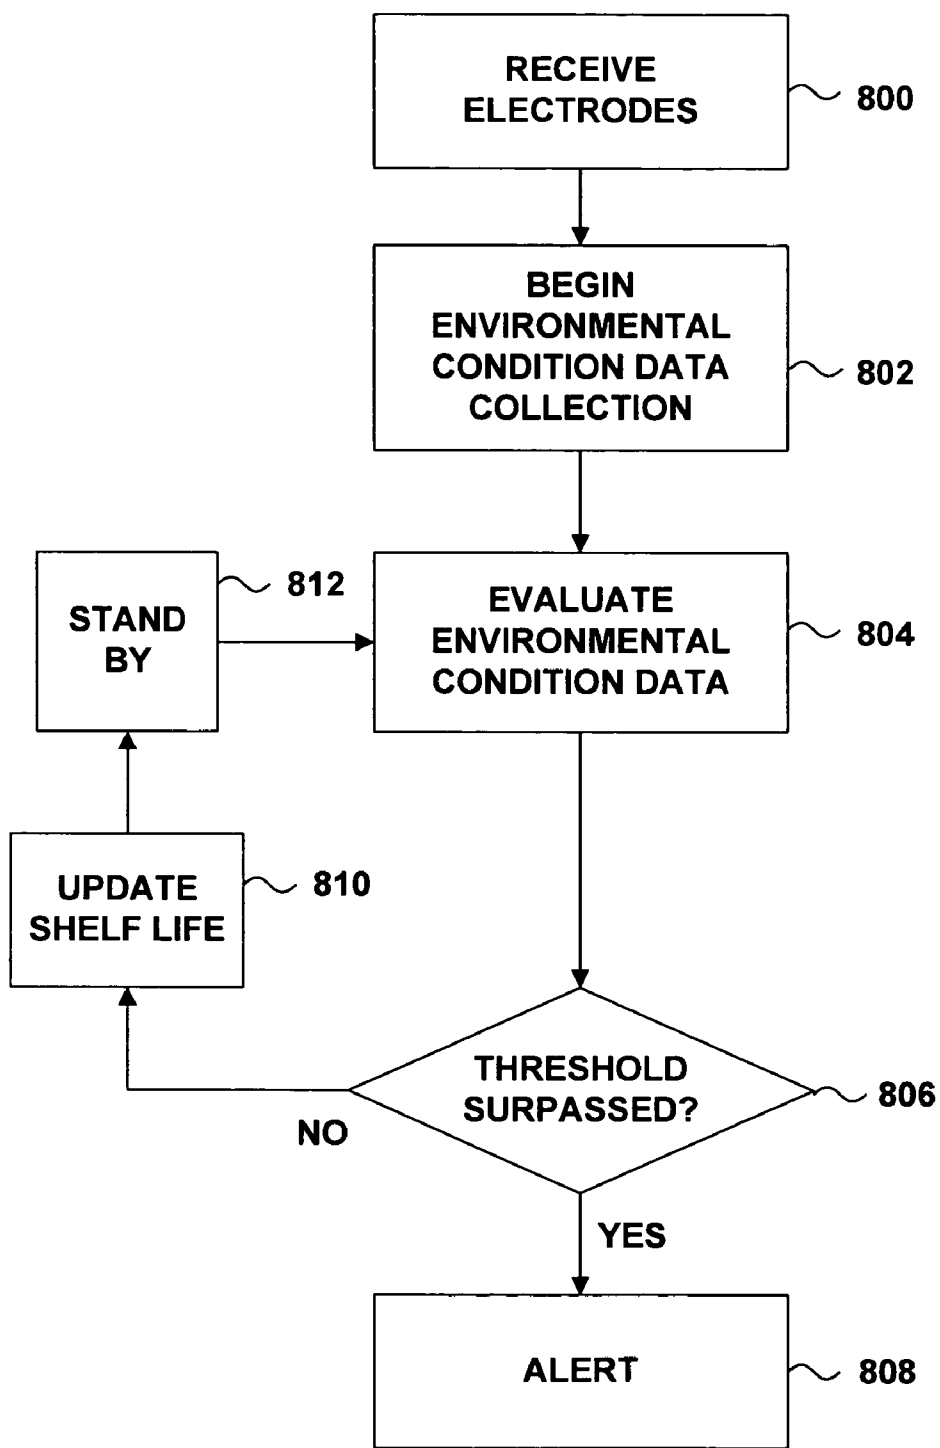 RECEIVE
ELECTRODES
800
BEGIN
ENVIRONMENTAL
CONDITION DATA
COLLECTION
802
812
STAND
BY
EVALUATE
ENVIRONMENTAL
CONDITION DATA
804
UPDATE
SHELF LIFE
810
THRESHOLD
SURPASSED?
806
NO
YES
ALERT
808